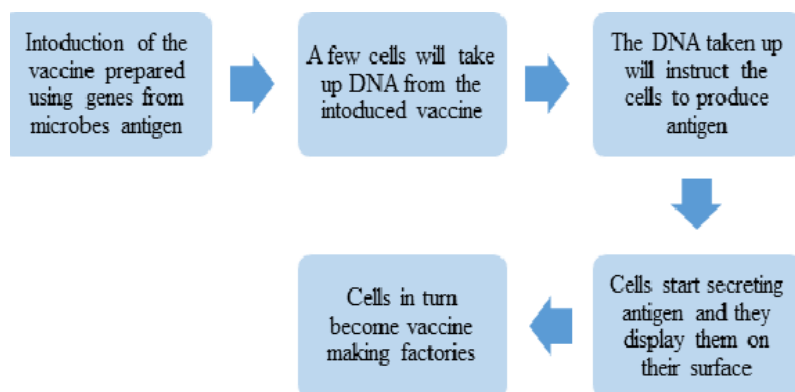 Intoduction of the
vaccine prepared
using genes from
microbes antigen
A few cells will take
up DNA from the
intoduced vaccine
The DNA taken up
will instruct the
cells to produce
antigen
Cells start secreting
antigen and they
display them on
their surface
Cells in turn
become vaccine
making factories